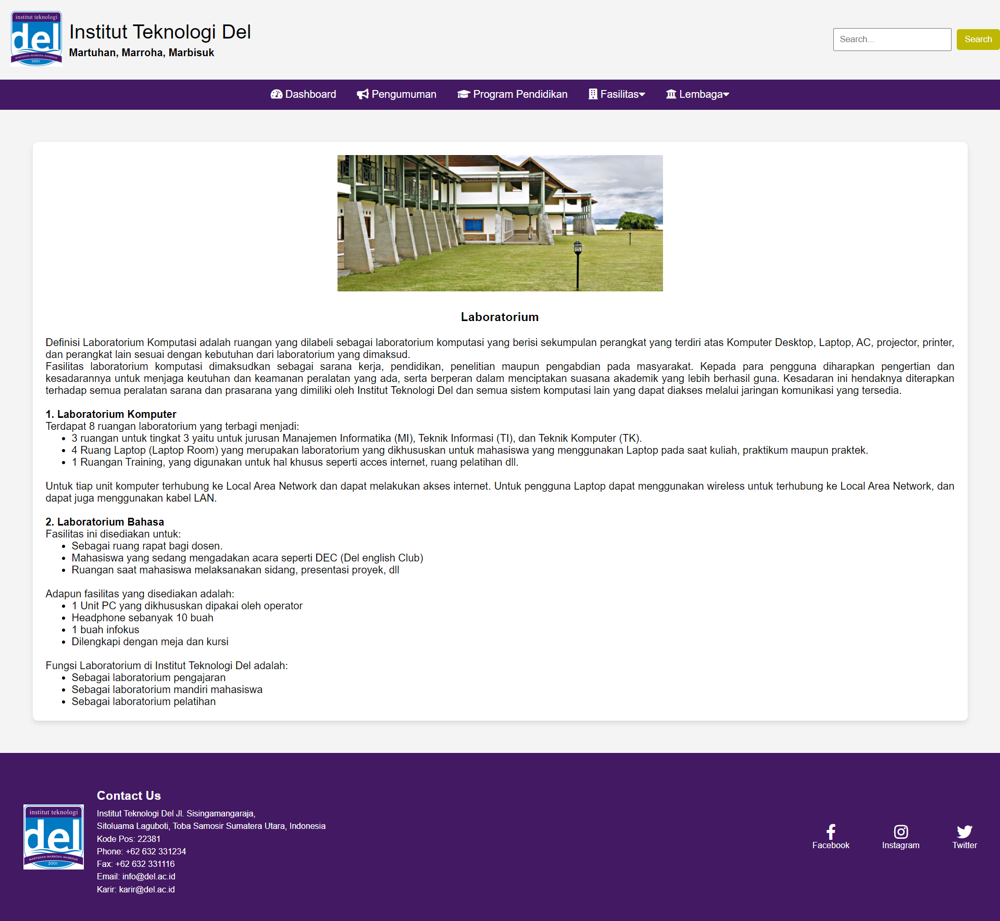 institut teknologi
del
MARTUHAN-MARROHA-MARBISUK
2001
Institut Teknologi Del
Martuhan, Marroha, Marbisuk
Search...
Search
Dashboard
Pengumuman
Program Pendidikan
Fasilitas
Lembaga
Laboratorium
Definisi Laboratorium Komputasi adalah ruangan yang dilabeli sebagai laboratorium komputasi yang berisi sekumpulan perangkat yang terdiri atas Komputer Desktop, Laptop, AC, projector, printer,
dan perangkat lain sesuai dengan kebutuhan dari laboratorium yang dimaksud.
Fasilitas laboratorium komputasi dimaksudkan sebagai sarana kerja, pendidikan, penelitian maupun pengabdian pada masyarakat. Kepada para pengguna diharapkan pengertian dan
kesadarannya untuk menjaga keutuhan dan keamanan peralatan yang ada, serta berperan dalam menciptakan suasana akademik yang lebih berhasil guna. Kesadaran ini hendaknya diterapkan
terhadap semua peralatan sarana dan prasarana yang dimiliki oleh Institut Teknologi Del dan semua sistem komputasi lain yang dapat diakses melalui jaringan komunikasi yang tersedia.
1. Laboratorium Komputer
Terdapat 8 ruangan laboratorium yang terbagi menjadi:
• 3 ruangan untuk tingkat 3 yaitu untuk jurusan Manajemen Informatika (MI), Teknik Informasi (TI), dan Teknik Komputer (TK).
• 4 Ruang Laptop (Laptop Room) yang merupakan laboratorium yang dikhususkan untuk mahasiswa yang menggunakan Laptop pada saat kuliah, praktikum maupun praktek.
• 1 Ruangan Training, yang digunakan untuk hal khusus seperti acces internet, ruang pelatihan dll.
Untuk tiap unit komputer terhubung ke Local Area Network dan dapat melakukan akses internet. Untuk pengguna Laptop dapat menggunakan wireless untuk terhubung ke Local Area Network, dan
dapat juga menggunakan kabel LAN.
2. Laboratorium Bahasa
Fasilitas ini disediakan untuk:
• Sebagai ruang rapat bagi dosen.
• Mahasiswa yang sedang mengadakan acara seperti DEC (Del english Club)
• Ruangan saat mahasiswa melaksanakan sidang, presentasi proyek, dll
Adapun fasilitas yang disediakan adalah:
• 1 Unit PC yang dikhususkan dipakai oleh operator
• Headphone sebanyak 10 buah
• 1 buah infokus
• Dilengkapi dengan meja dan kursi
Fungsi Laboratorium di Institut Teknologi Del adalah:
• Sebagai laboratorium pengajaran
• Sebagai laboratorium mandiri mahasiswa
• Sebagai laboratorium pelatihan
institut teknologi
del
MARTUHAN-MARROHA-MARBISUK
2001
Contact Us
Institut Teknologi Del Jl. Sisingamangaraja,
Sitoluama Laguboti, Toba Samosir Sumatera Utara, Indonesia
Kode Pos: 22381
Phone: +62 632 331234
Fax: +62 632 331116
Email: info@del.ac.id
Karir: karir@del.ac.id
Facebook
Instagram
Twitter